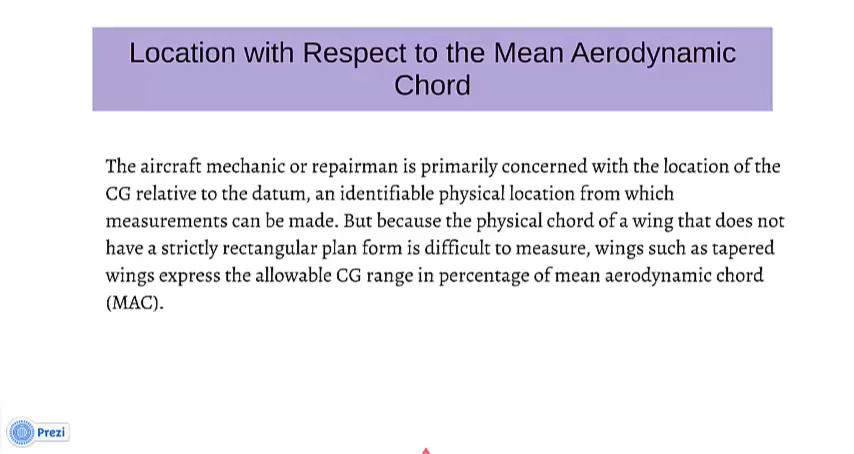 Location with Respect to the Mean Aerodynamic
Chord
The aircraft mechanic or repairman is primarily concerned with the location of the
CG relative to the datum, an identifiable physical location from which
measurements can be made. But because the physical chord of a wing that does not
have a strictly rectangular plan form is difficult to measure, wings such as tapered
wings express the allowable CG range in percentage of mean aerodynamic chord
(MAC).
Prezi